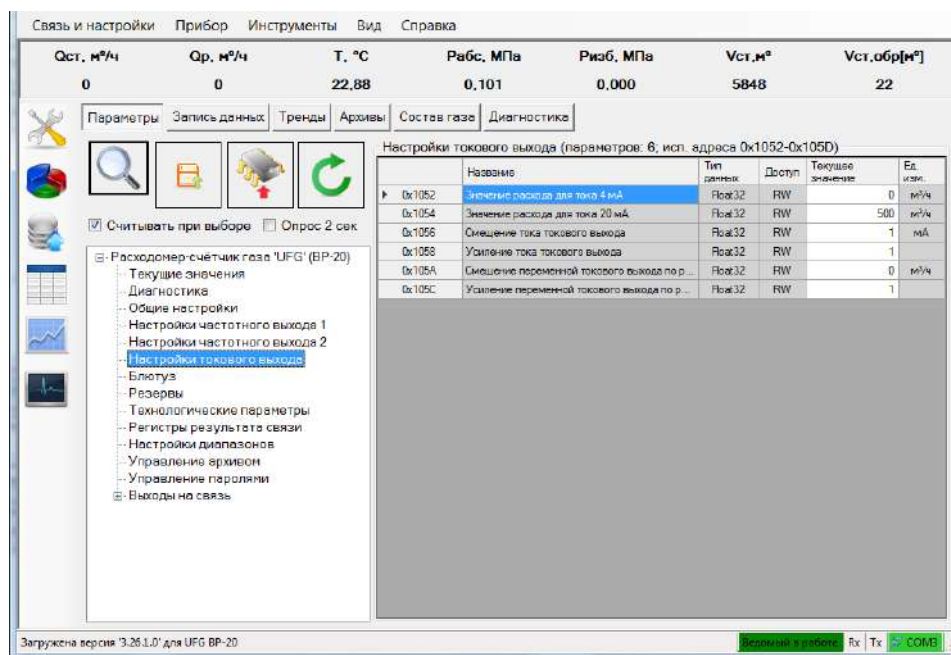 Связь и настройки Прибор Инструменты Вид Справка
Qст, м³/ч Qр, м³/ч Т, °С Рабс, МПа Ризб, МПа Vст,м³ Vст,обр[м³]
0 0 22,88 0,101 0,000 5848 22
Параметры Запись данных Тренды Архивы Состав газа Диагностика
Настройки токового выхода (параметров: 6; исп. адреса 0x1052-0x105D)
Название Тип данных Доступ Текущее значение Ед. изм.
0x1052 Значение расхода для тока 4 мА Float32 RW 0 м³/ч
0x1054 Значение расхода для тока 20 мА Float32 RW 500 м³/ч
0x1056 Смещение тока токового выхода Float32 RW 1 мА
0x1058 Усиление тока токового выхода Float32 RW 1
0x105A Смещение переменной токового выхода по р... Float32 RW 0 м³/ч
0x105C Усиление переменной токового выхода по р... Float32 RW 1
Считывать при выборе Опрос 2 сек
Расходомер-счётчик газа 'UFG' (ВР-20)
Текущие значения
Диагностика
Общие настройки
Настройки частотного выхода 1
Настройки частотного выхода 2
Настройки токового выхода
Блютуз
Резервы
Технологические параметры
Регистры результата связи
Настройки диапазонов
Управление архивом
Управление паролями
Выходы на связь
Загружена версия '3.26.1.0' для UFG ВР-20
Ведомый в работе Rx Tx COM3